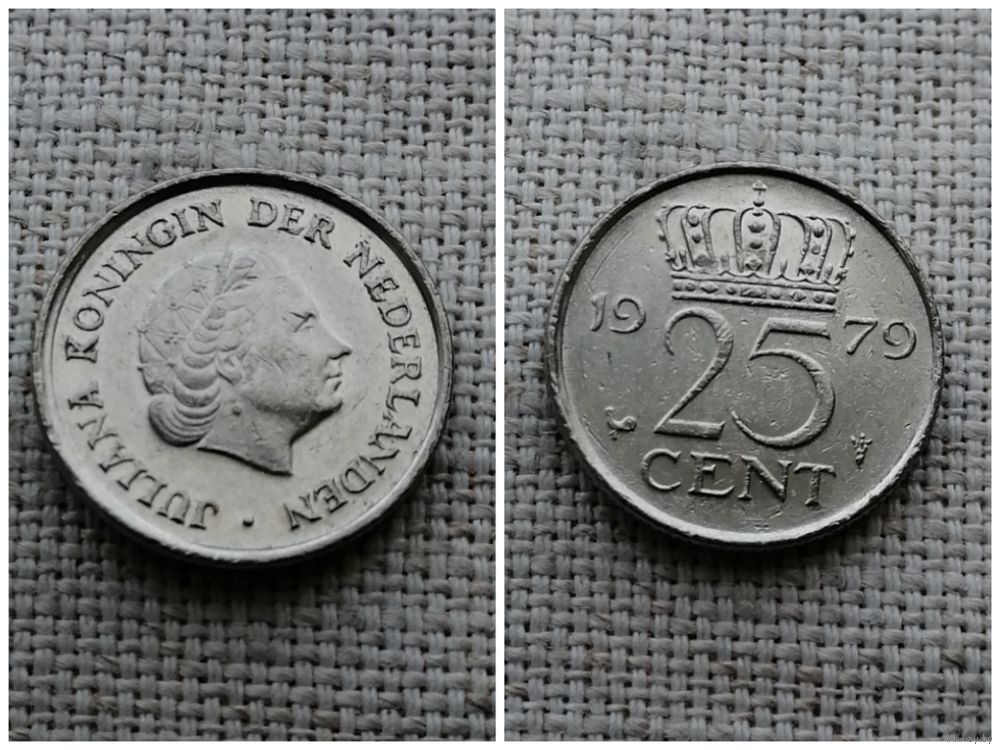 JULIANA KONINGIN DER NEDERLANDEN
19 79
25
CENT